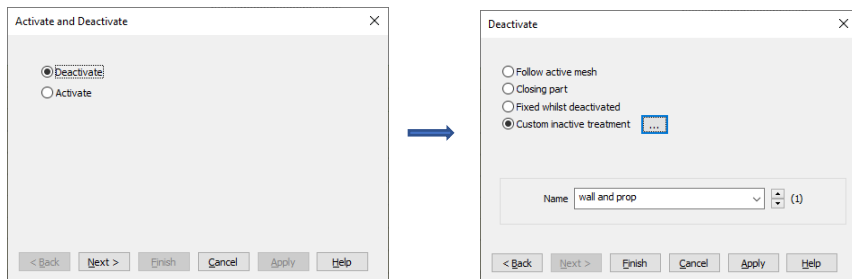 Activate and Deactivate
Deactivate
Activate
< Back Next > Finish Cancel Apply Help
Deactivate
Follow active mesh
Closing part
Fixed whilst deactivated
Custom inactive treatment ...
Name wall and prop (1)
< Back Next > Finish Cancel Apply Help